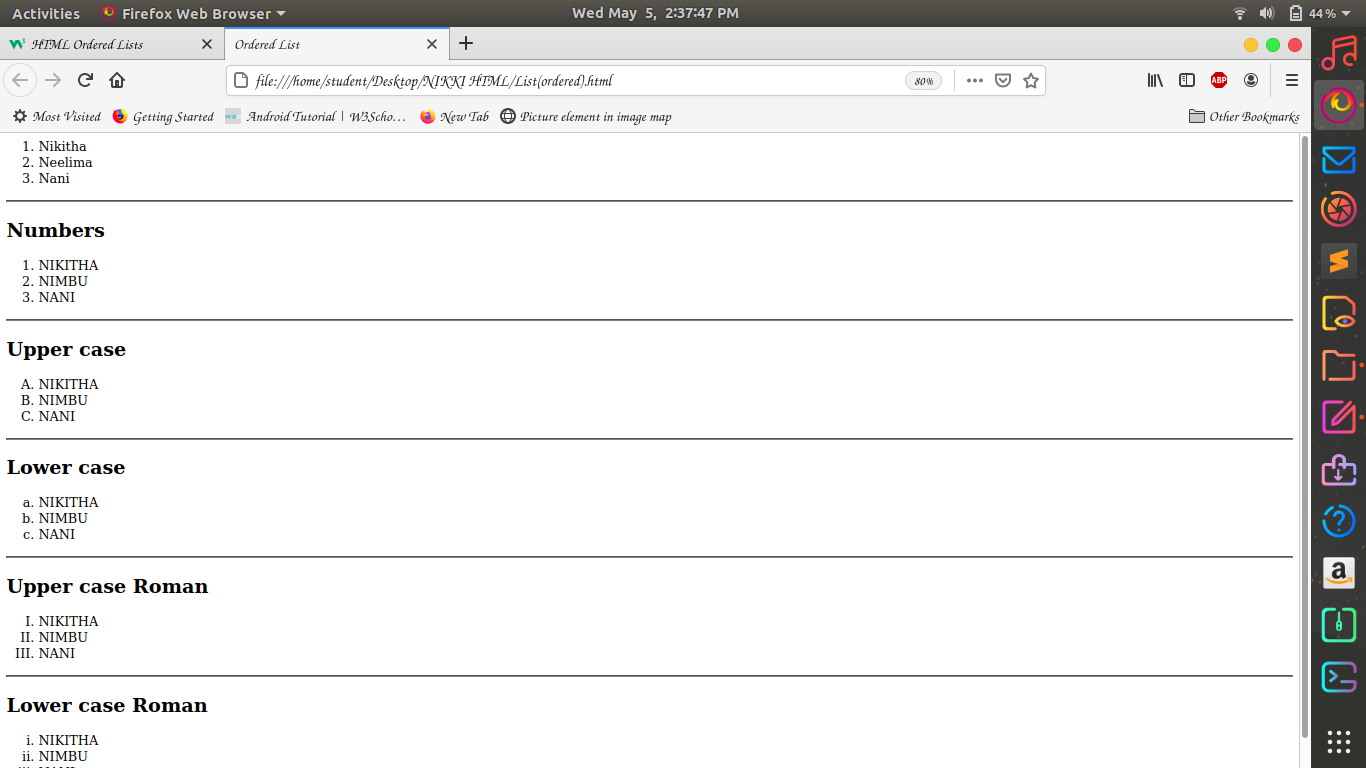 Activities Firefox Web Browser Wed May 5, 2:37:47 PM 44%
HTML Ordered Lists Ordered List
file:///home/student/Desktop/NIKKI HTML/List(ordered).html 80% ABP
Most Visited Getting Started Android Tutorial | W3Scho… New Tab Picture element in image map Other Bookmarks
1. Nikitha
2. Neelima
3. Nani
Numbers
1. NIKITHA
2. NIMBU
3. NANI
Upper case
A. NIKITHA
B. NIMBU
C. NANI
Lower case
a. NIKITHA
b. NIMBU
c. NANI
Upper case Roman
I. NIKITHA
II. NIMBU
III. NANI
Lower case Roman
i. NIKITHA
ii. NIMBU